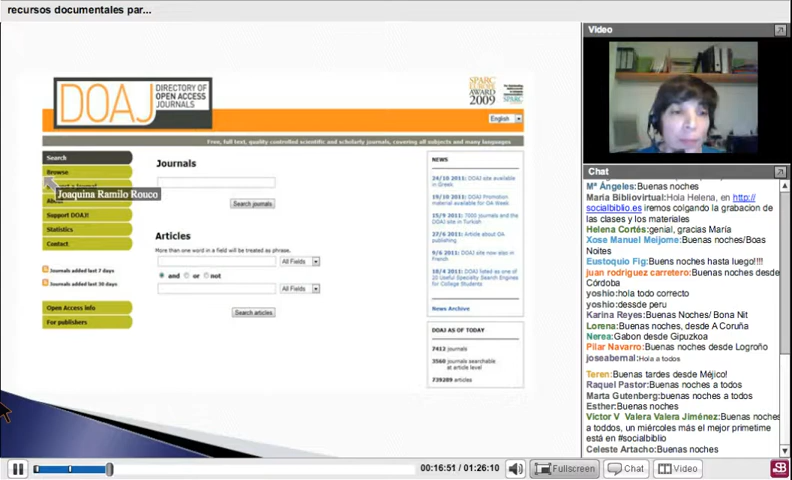 recursos documentales par...
Video
DOAJ
DIRECTORY OF
OPEN ACCESS
JOURNALS
SPARC
EUROPE
AWARD
2009
SPARC
English
Free, full text, quality controlled scientific and scholarly journals, covering all subjects and many languages
Search
Browse
Joaquina Ramilo Rouco
Support DOAJ!
Statistics
Contact
Journals added last 7 days
Journals added last 30 days
Open Access info
For publishers
Journals
Search journals
Articles
More than one word in a field will be treated as phrase.
All Fields
and or not
All Fields
Search articles
NEWS
24/10 2011: DOAJ site available
in Greek
19/9 2011: DOAJ Promotion
material available for OA Week
15/9 2011: 7000 journals and the
DOAJ site in Turkish
27/6 2011: Article about OA
publishing
9/6 2011: DOAJ site now also in
French
18/4 2011: DOAJ listed as one of
20 Useful Specialty Search Engines
for College Students
News Archive
DOAJ AS OF TODAY
7412 journals
3560 journals searchable
at article level
739289 articles
Chat
Mª Ángeles:Buenas noches
María Bibliovirtual:Hola Helena, en http://
socialbiblio.es iremos colgando la grabacion de
las clases y los materiales
Helena Cortés:genial, gracias María
Xose Manuel Meijome:Buenas noches/Boas
Noites
Eustoquio Fig:Buens noches hasta luego!!!!
juan rodriguez carretero:Buenas noches desde
Córdoba
yoshio:hola todo correcto
yoshio:dessde peru
Karina Reyes:Buenas Noches/ Bona Nit
Lorena:Buenas noches, desde A Coruña
Nerea:Gabon desde Gipuzkoa
Pilar Navarro:Buenas noches desde Logroño
joseabernal:Hola a todos
Teren:Buenas tardes desde Méjico!
Raquel Pastor:Buenas noches a todos
Marta Gutenberg:buenas noches
Esther:Buenas noches
Victor V Valera Valera Jiménez:Buenas noches
a toddos, un miércoles más el mejor primetime
está en #socialbiblio
Celeste Artacho:Buenas noches
00:16:51 / 01:26:10
Fullscreen
Chat
Video
SB